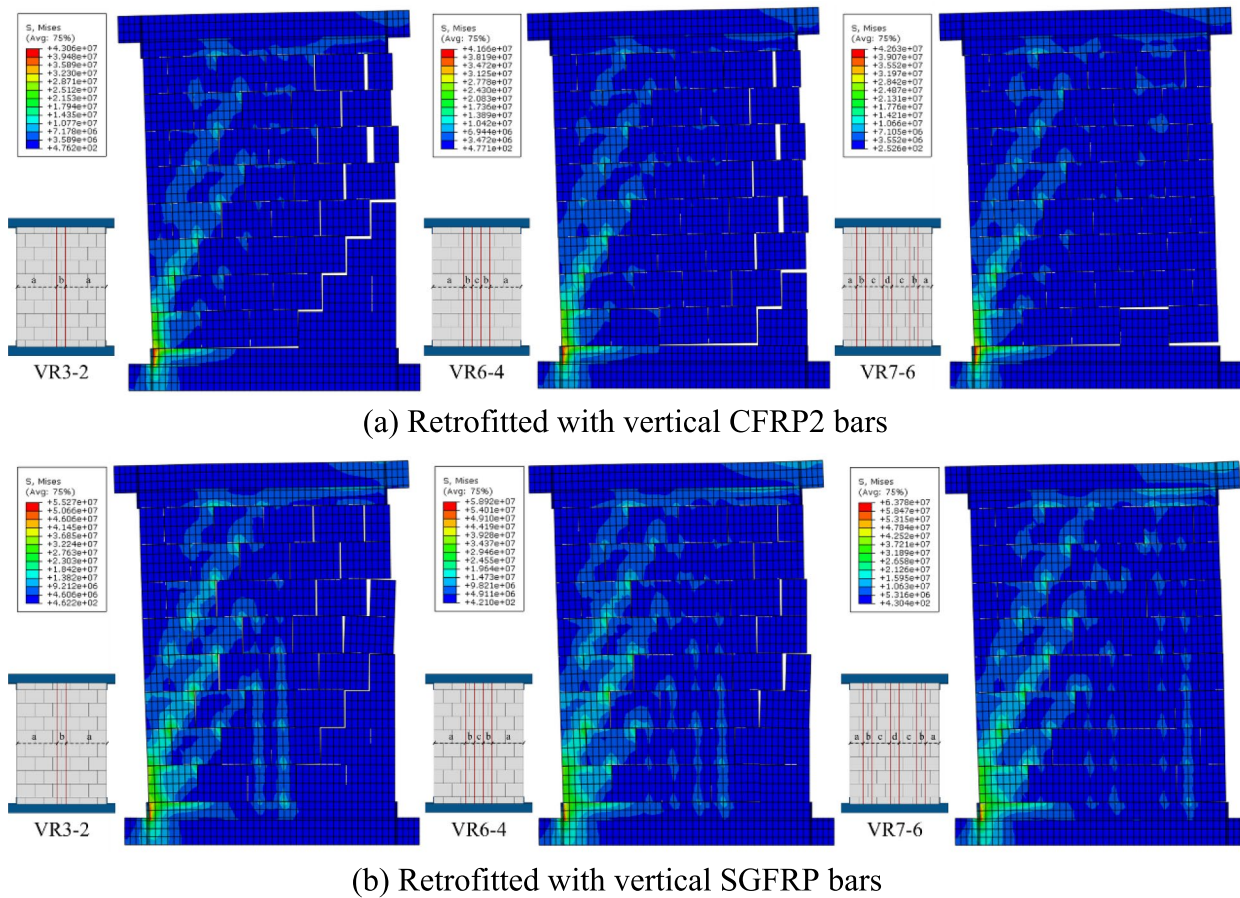 S, Mises
(Avg: 75%)
+4.306e+07
+3.948e+07
+3.589e+07
+3.230e+07
+2.871e+07
+2.512e+07
+2.153e+07
+1.794e+07
+1.435e+07
+1.077e+07
+7.178e+06
+3.589e+06
+4.762e+02
a b a
VR3-2
S, Mises
(Avg: 75%)
+4.166e+07
+3.819e+07
+3.472e+07
+3.125e+07
+2.778e+07
+2.430e+07
+2.083e+07
+1.736e+07
+1.389e+07
+1.042e+07
+6.944e+06
+3.472e+06
+4.771e+02
a b c b a
VR6-4
S, Mises
(Avg: 75%)
+4.263e+07
+3.907e+07
+3.552e+07
+3.197e+07
+2.842e+07
+2.487e+07
+2.131e+07
+1.776e+07
+1.421e+07
+1.066e+07
+7.105e+06
+3.552e+06
+2.526e+02
a b c d c b a
VR7-6
(a) Retrofitted with vertical CFRP2 bars
S, Mises
(Avg: 75%)
+5.527e+07
+5.066e+07
+4.606e+07
+4.145e+07
+3.685e+07
+3.224e+07
+2.763e+07
+2.303e+07
+1.842e+07
+1.382e+07
+9.212e+06
+4.606e+06
+4.622e+02
a b a
VR3-2
S, Mises
(Avg: 75%)
+5.892e+07
+5.401e+07
+4.910e+07
+4.419e+07
+3.928e+07
+3.437e+07
+2.946e+07
+2.455e+07
+1.964e+07
+1.473e+07
+9.821e+06
+4.911e+06
+4.210e+02
a b c b a
VR6-4
S, Mises
(Avg: 75%)
+6.378e+07
+5.847e+07
+5.315e+07
+4.784e+07
+4.252e+07
+3.721e+07
+3.189e+07
+2.658e+07
+2.126e+07
+1.595e+07
+1.063e+07
+5.316e+06
+4.304e+02
a b c d c b a
VR7-6
(b) Retrofitted with vertical SGFRP bars